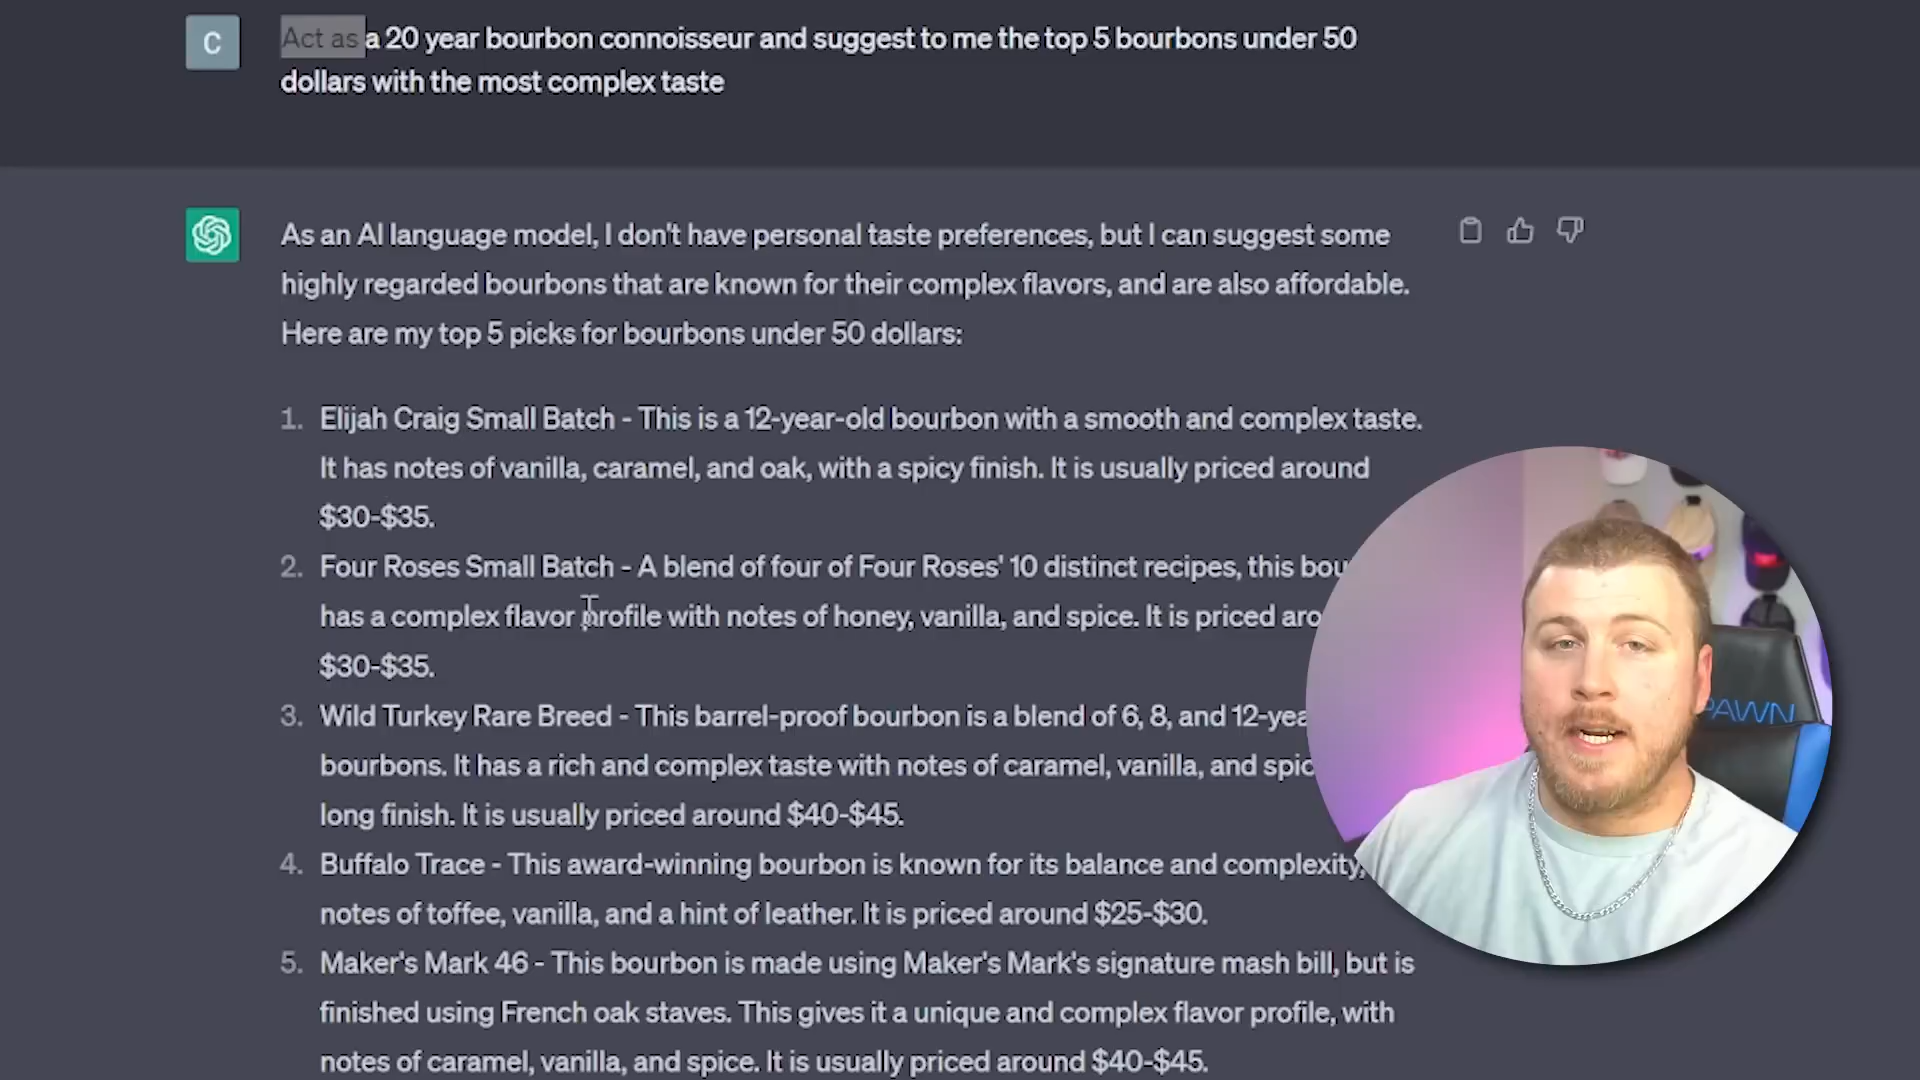 C
Act as a 20 year bourbon connoisseur and suggest to me the top 5 bourbons under 50
dollars with the most complex taste
As an AI language model, I don't have personal taste preferences, but I can suggest some
highly regarded bourbons that are known for their complex flavors, and are also affordable.
Here are my top 5 picks for bourbons under 50 dollars:
1. Elijah Craig Small Batch - This is a 12-year-old bourbon with a smooth and complex taste.
It has notes of vanilla, caramel, and oak, with a spicy finish. It is usually priced around
$30-$35.
2. Four Roses Small Batch - A blend of four of Four Roses' 10 distinct recipes, this bou
has a complex flavor profile with notes of honey, vanilla, and spice. It is priced aro
$30-$35.
3. Wild Turkey Rare Breed - This barrel-proof bourbon is a blend of 6, 8, and 12-yea
bourbons. It has a rich and complex taste with notes of caramel, vanilla, and spic
long finish. It is usually priced around $40-$45.
4. Buffalo Trace - This award-winning bourbon is known for its balance and complexity,
notes of toffee, vanilla, and a hint of leather. It is priced around $25-$30.
5. Maker's Mark 46 - This bourbon is made using Maker's Mark's signature mash bill, but is
finished using French oak staves. This gives it a unique and complex flavor profile, with
notes of caramel, vanilla, and spice. It is usually priced around $40-$45.
PAWN